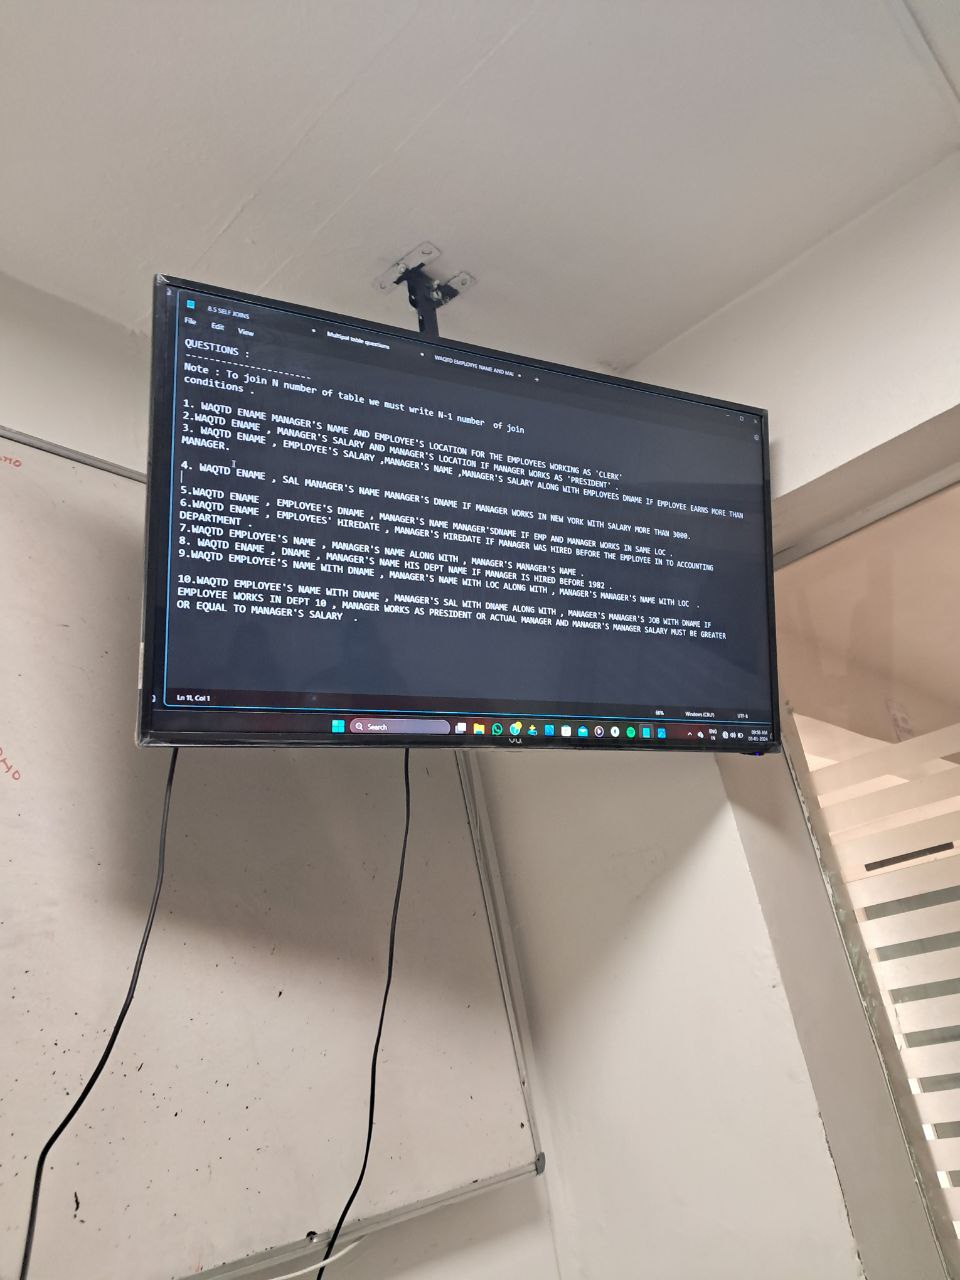 8.5 SELF JOINS
Multipal table questions
WAQTD EMPLOYYE NAME AND MAI
File Edit View
QUESTIONS :
----------------------
Note : To join N number of table we must write N-1 number of join
conditions .
1. WAQTD ENAME MANAGER'S NAME AND EMPLOYEE'S LOCATION FOR THE EMPLOYEES WORKING AS 'CLERK'
2.WAQTD ENAME , MANAGER'S SALARY AND MANAGER'S LOCATION IF MANAGER WORKS AS 'PRESIDENT' .
3. WAQTD ENAME , EMPLOYEE'S SALARY ,MANAGER'S NAME ,MANAGER'S SALARY ALONG WITH EMPLOYEES DNAME IF EMPLOYEE EARNS MORE THAN
MANAGER.
4. WAQTD ENAME , SAL MANAGER'S NAME MANAGER'S DNAME IF MANAGER WORKS IN NEW YORK WITH SALARY MORE THAN 3000.
5.WAQTD ENAME , EMPLOYEE'S DNAME , MANAGER'S NAME MANAGER'SDNAME IF EMP AND MANAGER WORKS IN SAME LOC .
6.WAQTD ENAME , EMPLOYEES' HIREDATE , MANAGER'S HIREDATE IF MANAGER WAS HIRED BEFORE THE EMPLOYEE IN TO ACCOUNTING
DEPARTMENT .
7.WAQTD EMPLOYEE'S NAME , MANAGER'S NAME ALONG WITH , MANAGER'S MANAGER'S NAME .
8. WAQTD ENAME , DNAME , MANAGER'S NAME HIS DEPT NAME IF MANAGER IS HIRED BEFORE 1982 .
9.WAQTD EMPLOYEE'S NAME WITH DNAME , MANAGER'S NAME WITH LOC ALONG WITH , MANAGER'S MANAGER'S NAME WITH LOC .
10.WAQTD EMPLOYEE'S NAME WITH DNAME , MANAGER'S SAL WITH DNAME ALONG WITH , MANAGER'S MANAGER'S JOB WITH DNAME IF
EMPLOYEE WORKS IN DEPT 10 , MANAGER WORKS AS PRESIDENT OR ACTUAL MANAGER AND MANAGER'S MANAGER SALARY MUST BE GREATER
OR EQUAL TO MANAGER'S SALARY .
Ln 11, Col 1
Windows (CRLF)
UTF-8
Search
ENG
IN
Vu